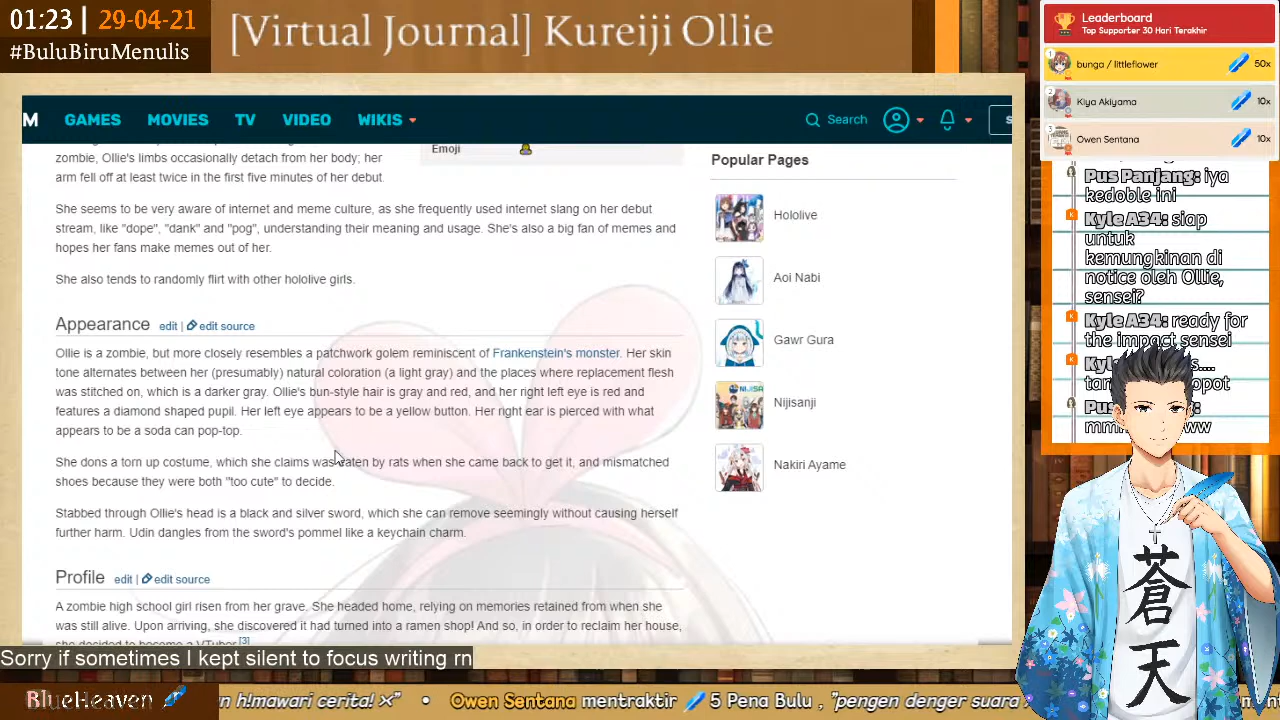 01:23 | 29-04-21
#BuluBiruMenulis
[Virtual Journal] Kureiji Ollie
Leaderboard
Top Supporter 30 Hari Terakhir
1 bunga / littleflower 50x
2 Kiya Akiyama 10x
3 Owen Sentana 10x
M GAMES MOVIES TV VIDEO WIKIS Search S
zombie, Ollie's limbs occasionally detach from her body, her
arm fell off at least twice in the first five minutes of her debut.
Emoji
She seems to be very aware of internet and meme culture, as she frequently used internet slang on her debut
stream, like "dope", "dank" and "pog", understanding their meaning and usage. She's also a big fan of memes and
hopes her fans make memes out of her.
She also tends to randomly flirt with other hololive girls.
Appearance edit edit source
Ollie is a zombie, but more closely resembles a patchwork golem reminiscent of Frankenstein's monster. Her skin
tone alternates between her (presumably) natural coloration (a light gray) and the places where replacement flesh
was stitched on, which is a darker gray. Ollie's bun-style hair is gray and red, and her right left eye is red and
features a diamond shaped pupil. Her left eye appears to be a yellow button. Her right ear is pierced with what
appears to be a soda can pop-top.
She dons a torn up costume, which she claims was eaten by rats when she came back to get it, and mismatched
shoes because they were both "too cute" to decide.
Stabbed through Ollie's head is a black and silver sword, which she can remove seemingly without causing herself
further harm. Udin dangles from the sword's pommel like a keychain charm.
Profile edit edit source
A zombie high school girl risen from her grave. She headed home, relying on memories retained from when she
was still alive. Upon arriving, she discovered it had turned into a ramen shop! And so, in order to reclaim her house,
she decided to become a VTuber.[3]
Popular Pages
Hololive
Aoi Nabi
Gawr Gura
Nijisanji
Nakiri Ayame
Pus Panjang: iya
kedoble ini
Kyle A34: siap
untuk
kemungkinan di
notice oleh Ollie,
sensei?
Kyle A34: ready for
the impact sensei
蒼天
Sorry if sometimes I kept silent to focus writing rn
BlueHeaven
n h!mawari cerita! ✕" • Owen Sentana mentraktir 5 Pena Bulu , "pengen denger suara